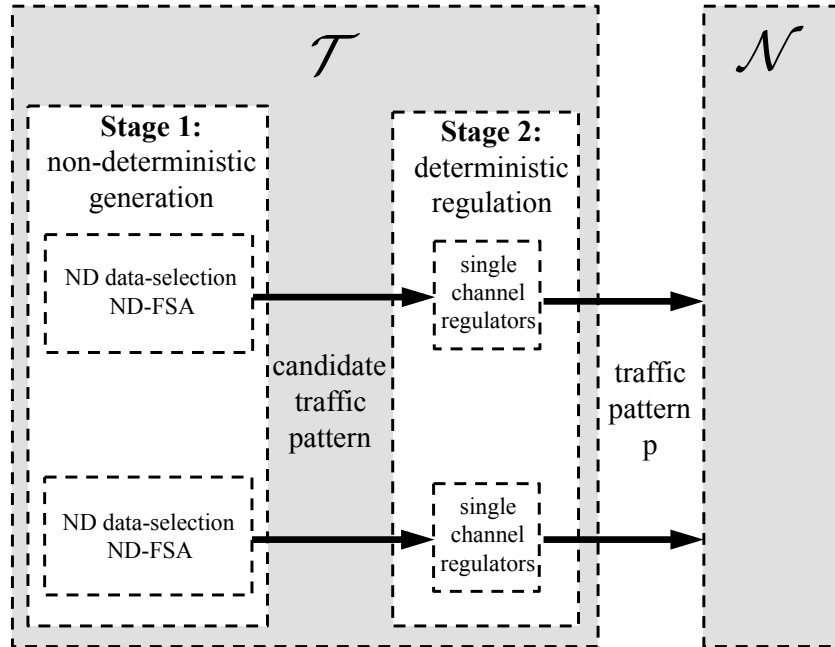 𝒯
𝒩
Stage 1:
non-deterministic
generation
Stage 2:
deterministic
regulation
ND data-selection
ND-FSA
single
channel
regulators
candidate
traffic
pattern
traffic
pattern
p
ND data-selection
ND-FSA
single
channel
regulators